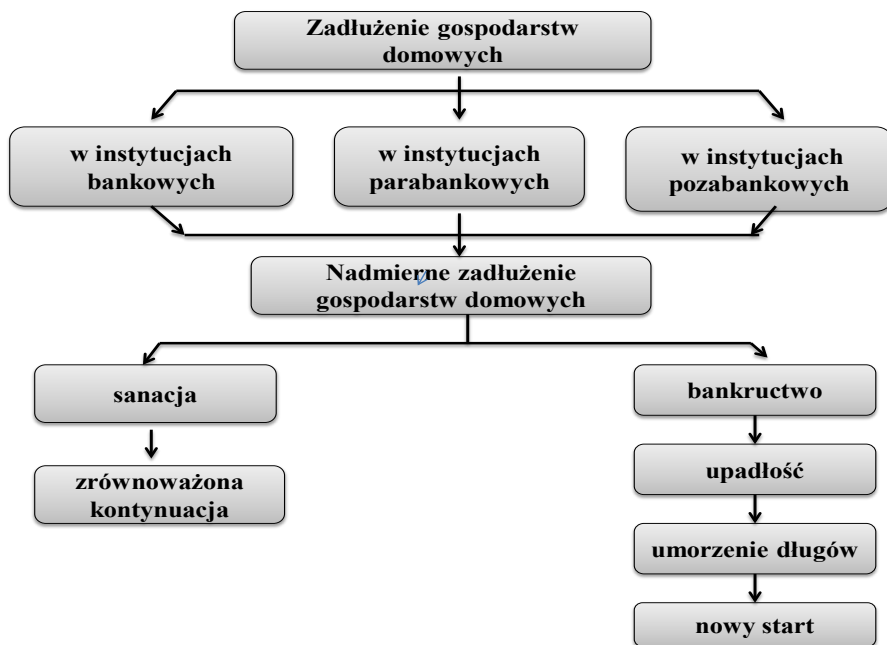 Zadłużenie gospodarstw
domowych
w instytucjach
bankowych
w instytucjach
parabankowych
w instytucjach
pozabankowych
Nadmierne zadłużenie
gospodarstw domowych
sanacja
zrównoważona
kontynuacja
bankructwo
upadłość
umorzenie długów
nowy start